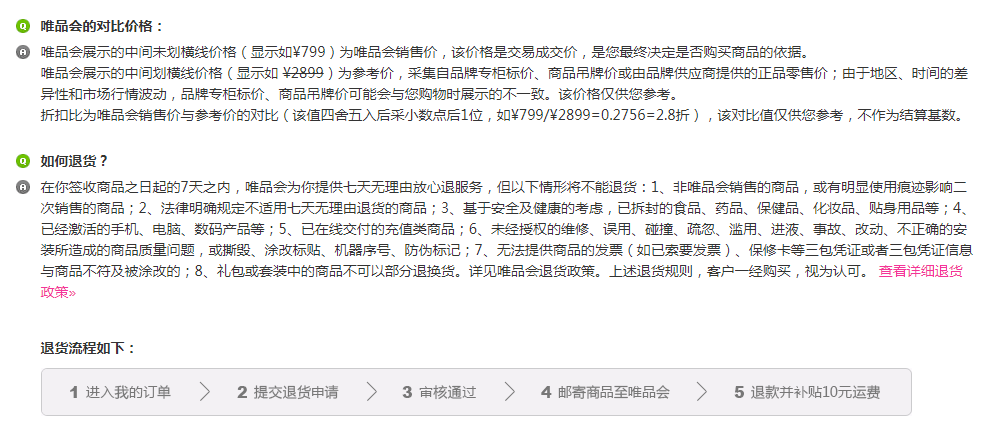 Q 唯品会的对比价格：
A 唯品会展示的中间未划横线价格（显示如¥799）为唯品会销售价，该价格是交易成交价，是您最终决定是否购买商品的依据。
唯品会展示的中间划横线价格（显示如 ¥2899）为参考价，采集自品牌专柜标价、商品吊牌价或由品牌供应商提供的正品零售价；由于地区、时间的差
异性和市场行情波动，品牌专柜标价、商品吊牌价可能会与您购物时展示的不一致。该价格仅供您参考。
折扣比为唯品会销售价与参考价的对比（该值四舍五入后采小数点后1位，如¥799/¥2899=0.2756=2.8折），该对比值仅供您参考，不作为结算基数。
Q 如何退货？
A 在你签收商品之日起的7天之内，唯品会为你提供七天无理由放心退服务，但以下情形将不能退货：1、非唯品会销售的商品，或有明显使用痕迹影响二
次销售的商品；2、法律明确规定不适用七天无理由退货的商品；3、基于安全及健康的考虑，已拆封的食品、药品、保健品、化妆品、贴身用品等；4、
已经激活的手机、电脑、数码产品等；5、已在线交付的充值类商品；6、未经授权的维修、误用、碰撞、疏忽、滥用、进液、事故、改动、不正确的安
装所造成的商品质量问题，或撕毁、涂改标贴、机器序号、防伪标记；7、无法提供商品的发票（如已索要发票）、保修卡等三包凭证或者三包凭证信息
与商品不符及被涂改的；8、礼包或套装中的商品不可以部分退换货。详见唯品会退货政策。上述退货规则，客户一经购买，视为认可。 查看详细退货
政策»
退货流程如下：
1 进入我的订单 2 提交退货申请 3 审核通过 4 邮寄商品至唯品会 5 退款并补贴10元运费